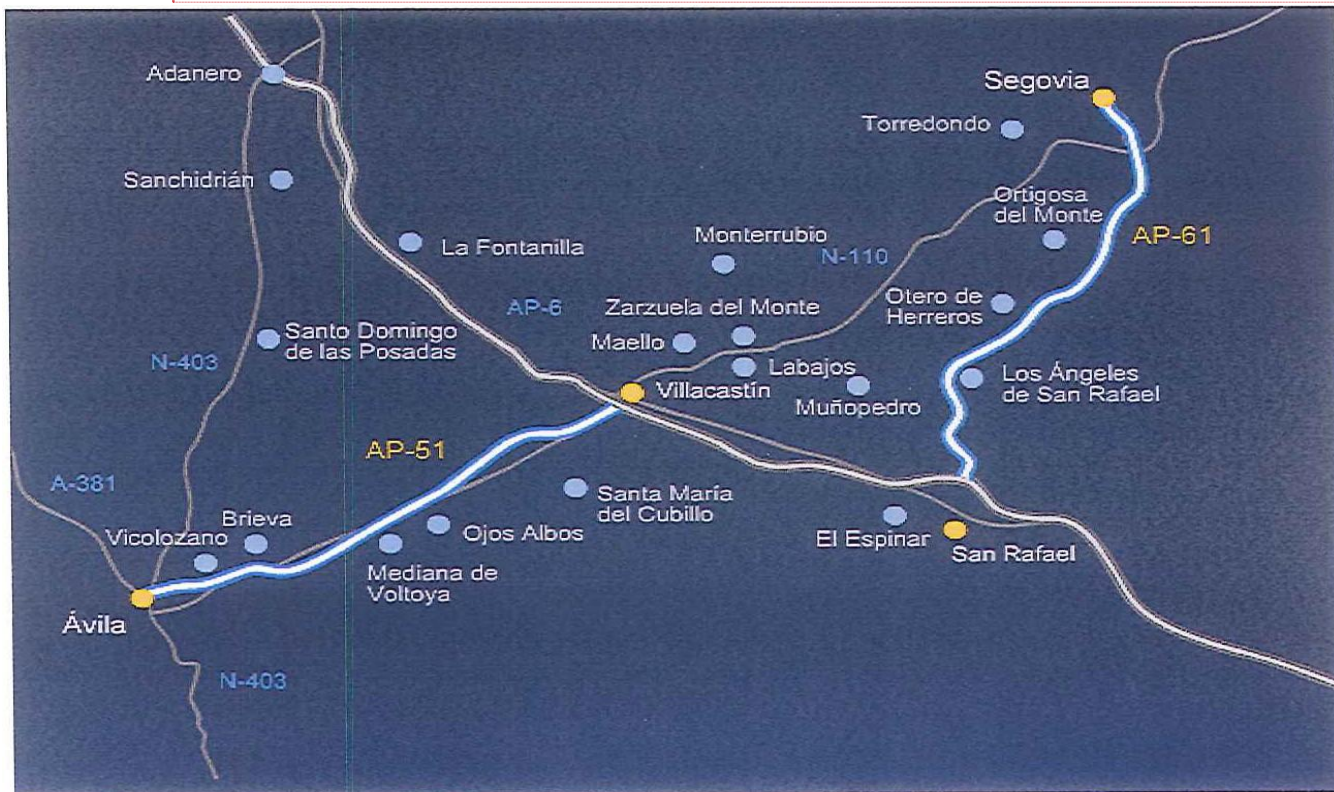 Adanero
Segovia
Torredondo
Sanchidrián
Ortigosa
del Monte
La Fontanilla
Monterrubio
N-110
AP-61
AP-6
Zarzuela del Monte
Otero de
Herreros
N-403
Santo Domingo
de las Posadas
Maello
Labajos
Los Ángeles
de San Rafael
Villacastín
Muñopedro
AP-51
A-381
Santa María
del Cubillo
Brieva
Vicolozano
Ojos Albos
El Espinar
San Rafael
Mediana de
Voltoya
Ávila
N-403